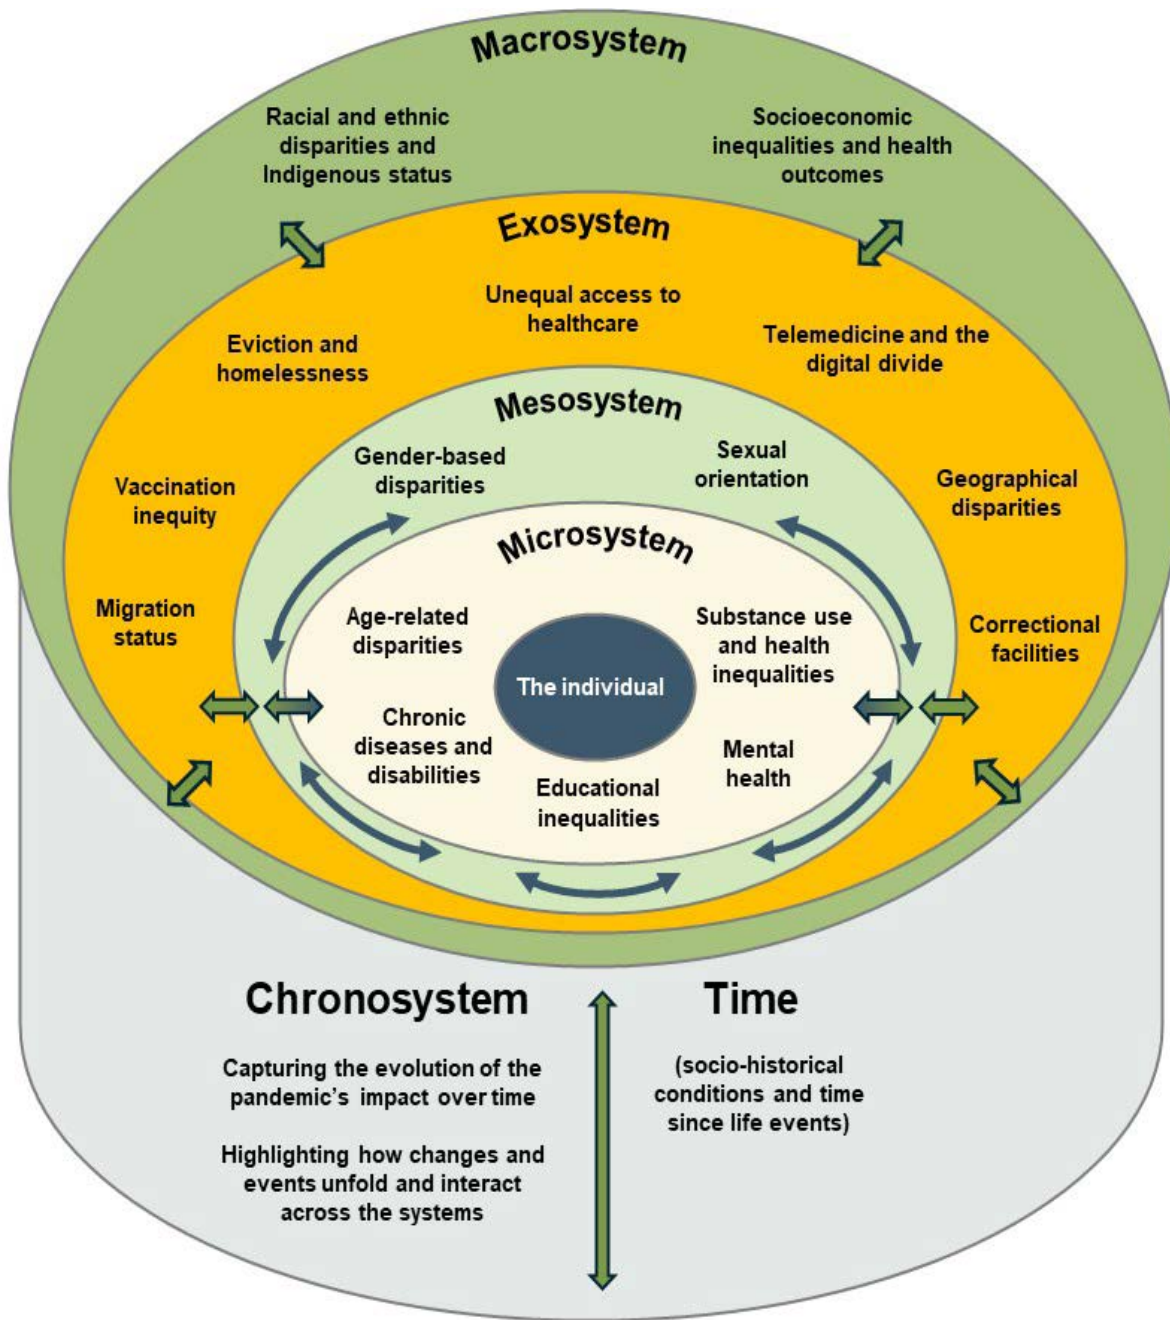 Macrosystem
Racial and ethnic
disparities and
Indigenous status
Socioeconomic
inequalities and health
outcomes
Exosystem
Unequal access to
healthcare
Eviction and
homelessness
Telemedicine and the
digital divide
Vaccination
inequity
Geographical
disparities
Migration
status
Correctional
facilities
Mesosystem
Gender-based
disparities
Sexual
orientation
Microsystem
Age-related
disparities
Substance use
and health
inequalities
The individual
Chronic
diseases and
disabilities
Mental
health
Educational
inequalities
Chronosystem
Capturing the evolution of the
pandemic’s impact over time
Highlighting how changes and
events unfold and interact
across the systems
Time
(socio-historical
conditions and time
since life events)